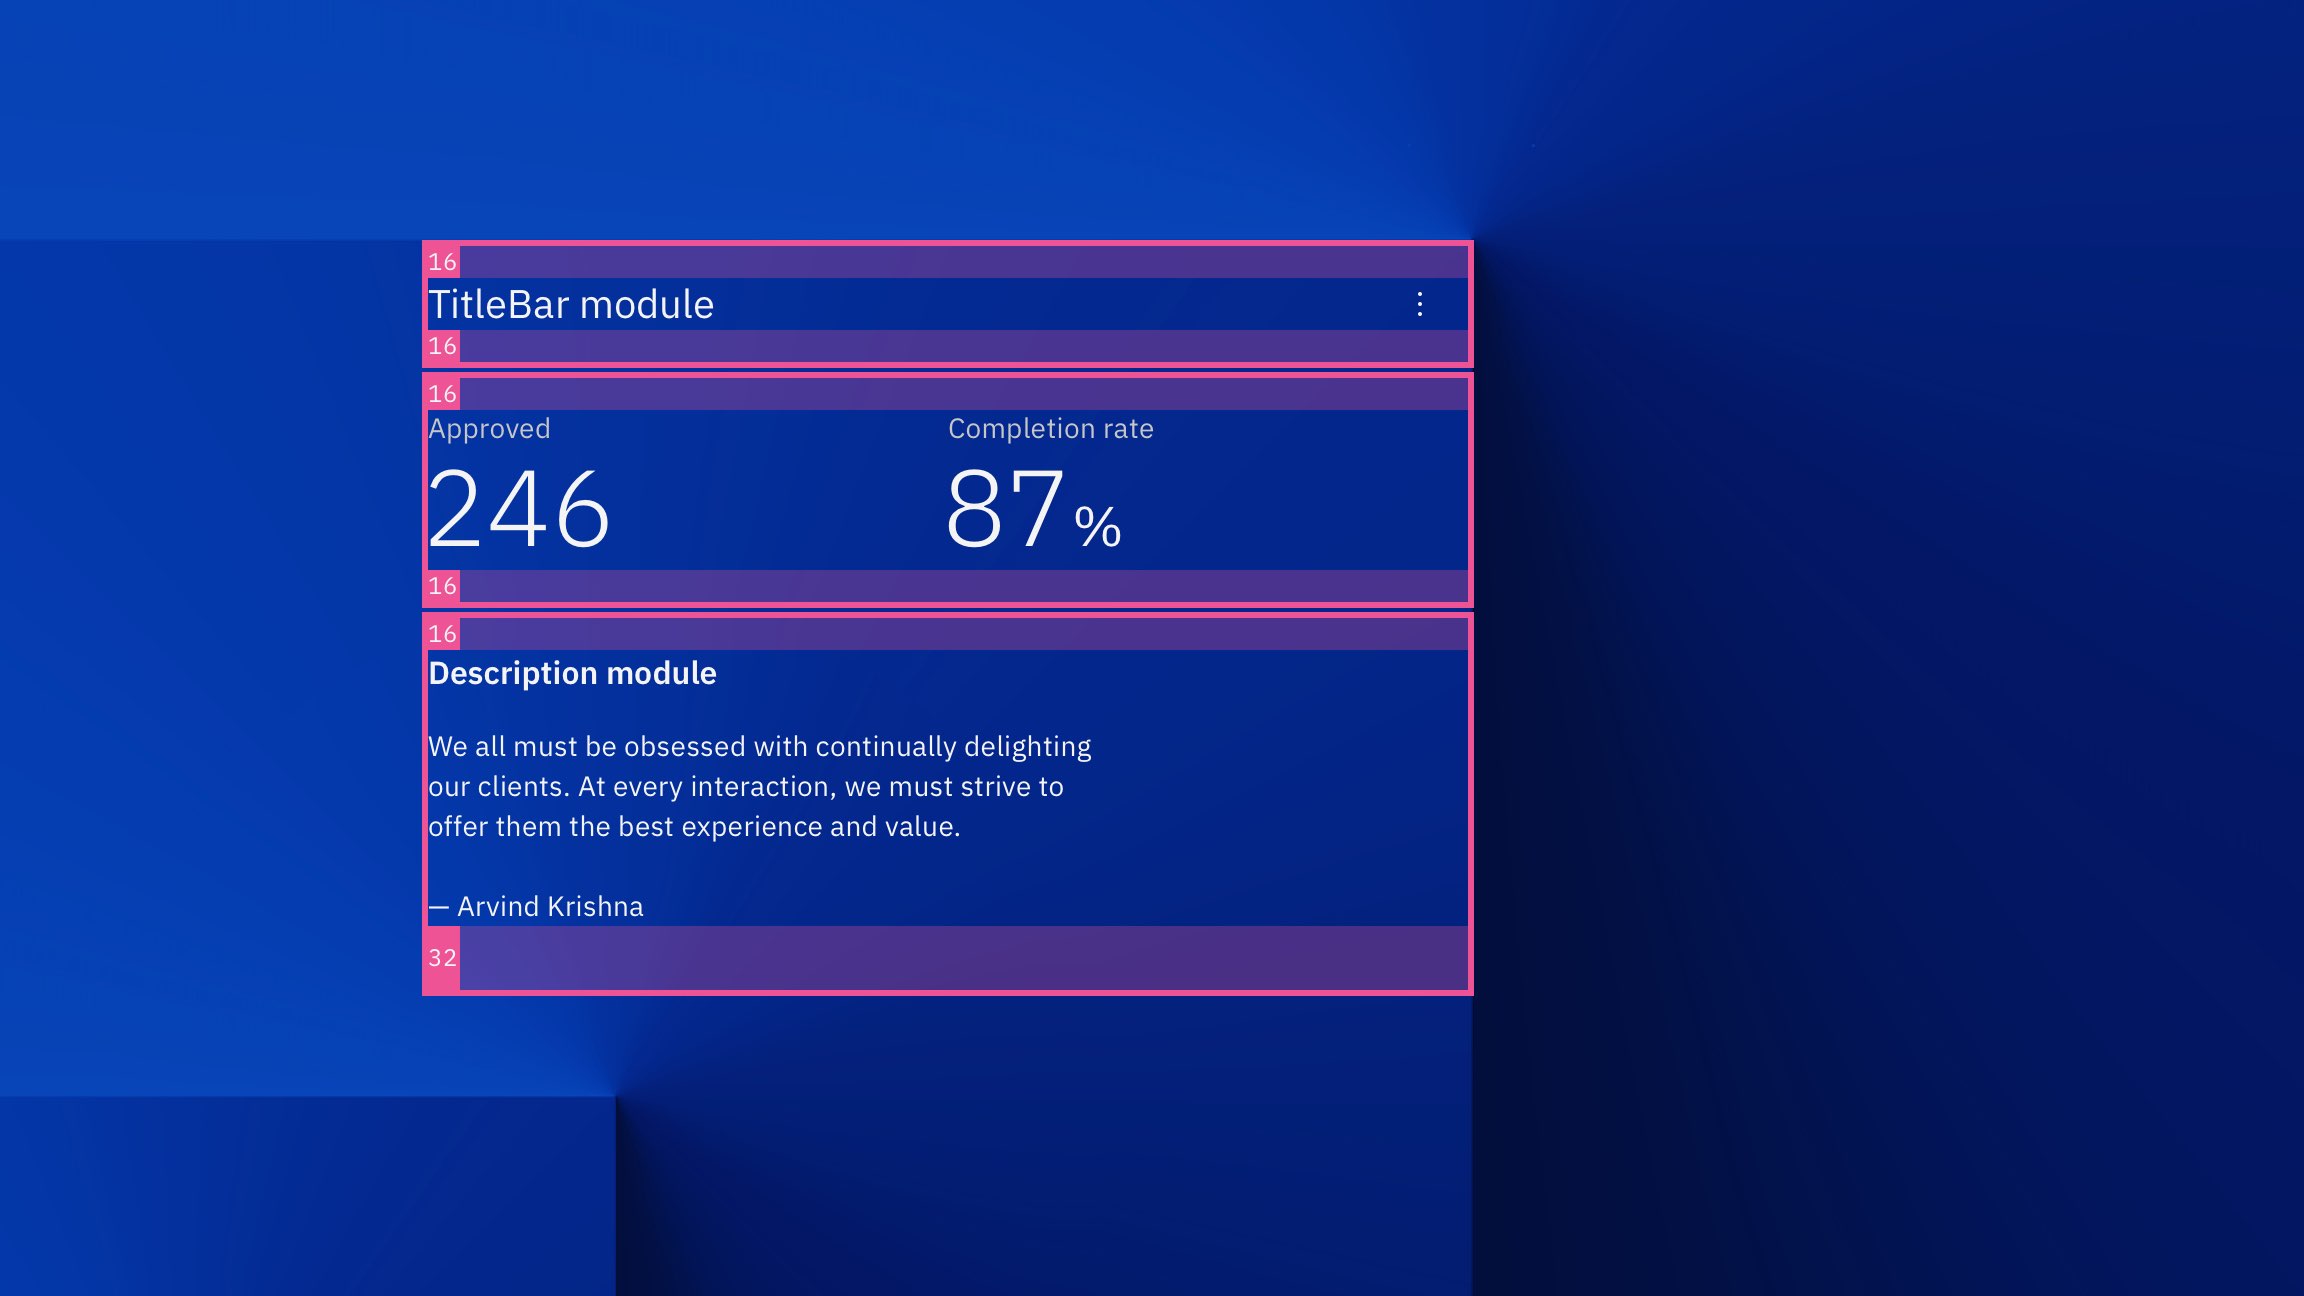 16
TitleBar module
16
16
Approved Completion rate
246 87%
16
16
Description module
We all must be obsessed with continually delighting
our clients. At every interaction, we must strive to
offer them the best experience and value.
— Arvind Krishna
32